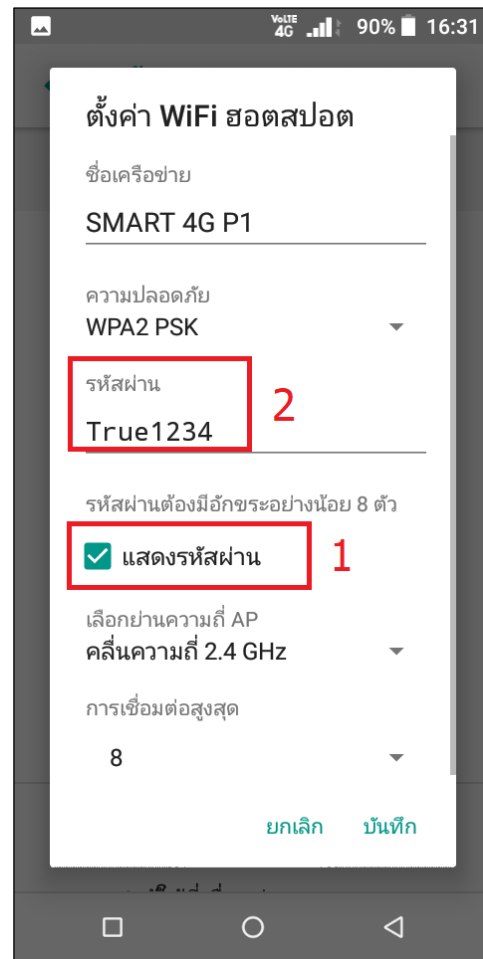 VoLTE
4G 90% 16:31
ตั้งค่า WiFi ฮอตสปอต
ชื่อเครือข่าย
SMART 4G P1
ความปลอดภัย
WPA2 PSK
รหัสผ่าน
2
True1234
รหัสผ่านต้องมีอักขระอย่างน้อย 8 ตัว
แสดงรหัสผ่าน 1
เลือกย่านความถี่ AP
คลื่นความถี่ 2.4 GHz
การเชื่อมต่อสูงสุด
8
ยกเลิก บันทึก